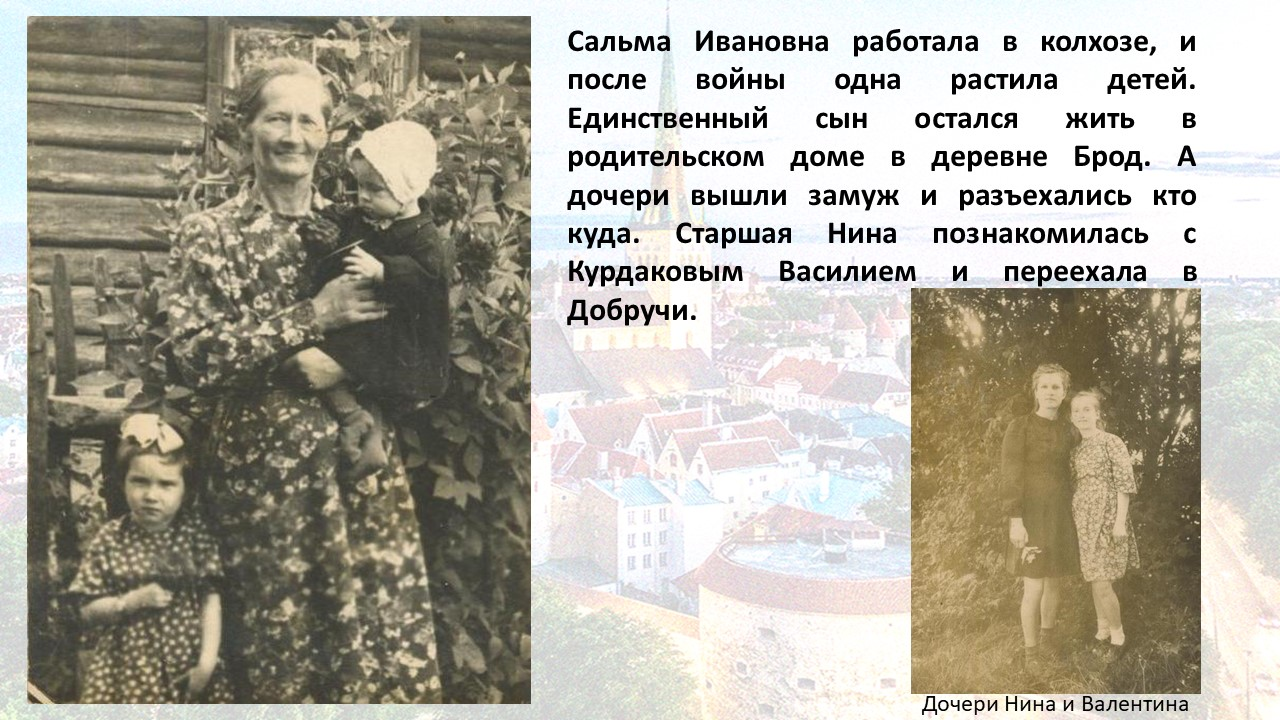 Сальма Ивановна работала в колхозе, и
после войны одна растила детей.
Единственный сын остался жить в
родительском доме в деревне Брод. А
дочери вышли замуж и разъехались кто
куда. Старшая Нина познакомилась с
Курдаковым Василием и переехала в
Добручи.
Дочери Нина и Валентина